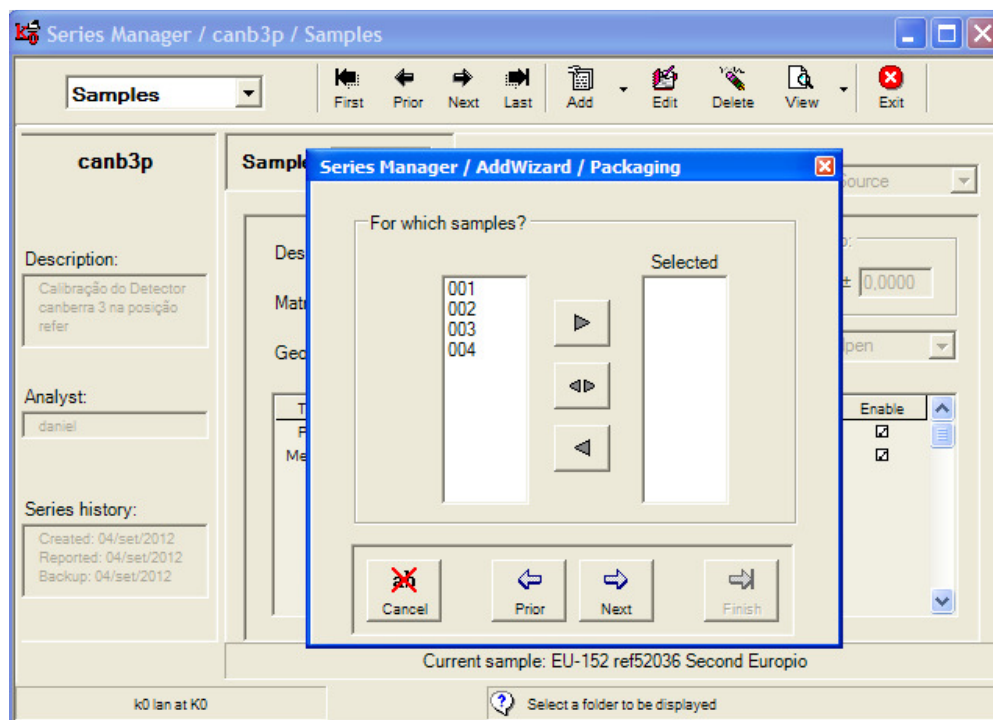 Series Manager / canb3p / Samples
Samples
First Prior Next Last Add Edit Delete View Exit
canb3p
Description:
Calibração do Detector
canberra 3 na posição
refer
Analyst:
daniel
Series history:
Created: 04/set/2012
Reported: 04/set/2012
Backup: 04/set/2012
Sample
Source
Des
Matr
± 0,0000
Geo
Enable
Me
Series Manager / AddWizard / Packaging
For which samples?
Selected
001
002
003
004
Cancel Prior Next Finish
Current sample: EU-152 ref52036 Second Europio
k0 lan at K0
Select a folder to be displayed